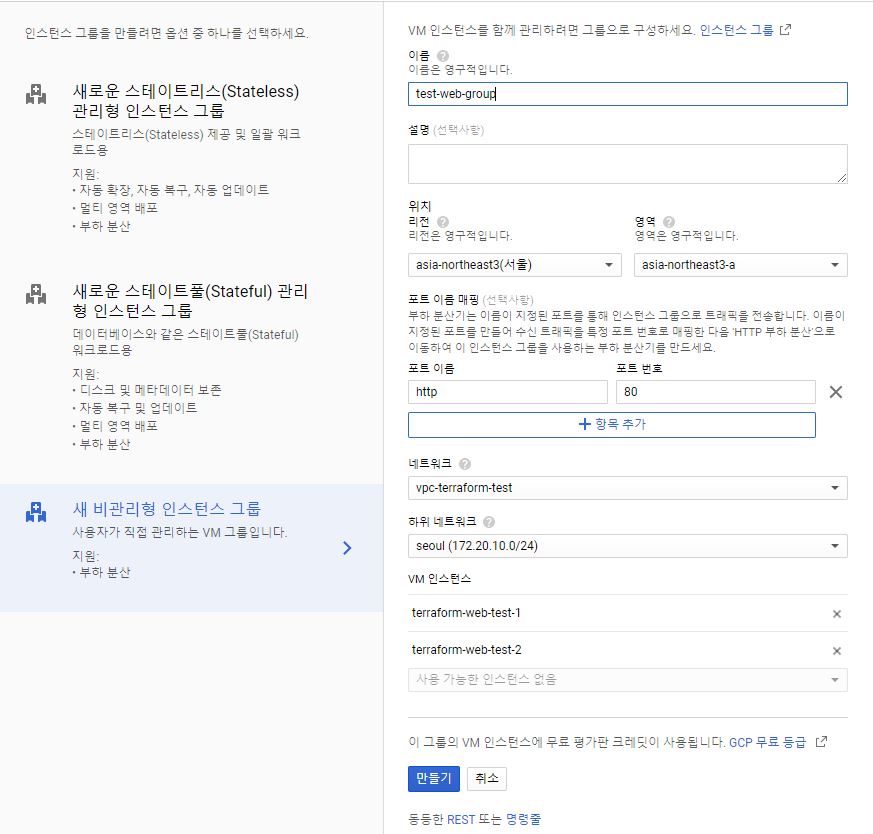 인스턴스 그룹을 만들려면 옵션 중 하나를 선택하세요.
새로운 스테이트리스(Stateless)
관리형 인스턴스 그룹
스테이트리스(Stateless) 제공 및 일괄 워크
로드용
지원:
• 자동 확장, 자동 복구, 자동 업데이트
• 멀티 영역 배포
• 부하 분산
새로운 스테이트풀(Stateful) 관리
형 인스턴스 그룹
데이터베이스와 같은 스테이트풀(Stateful)
워크로드용
지원:
• 디스크 및 메타데이터 보존
• 자동 복구 및 업데이트
• 멀티 영역 배포
• 부하 분산
새 비관리형 인스턴스 그룹
사용자가 직접 관리하는 VM 그룹입니다.
지원:
• 부하 분산
VM 인스턴스를 함께 관리하려면 그룹으로 구성하세요. 인스턴스 그룹
이름
이름은 영구적입니다.
test-web-group
설명 (선택사항)
위치
리전
리전은 영구적입니다.
asia-northeast3(서울)
영역
영역은 영구적입니다.
asia-northeast3-a
포트 이름 매핑 (선택사항)
부하 분산기는 이름이 지정된 포트를 통해 인스턴스 그룹으로 트래픽을 전송합니다. 이름이
지정된 포트를 만들어 수신 트래픽을 특정 포트 번호로 매핑한 다음 'HTTP 부하 분산'으로
이동하여 이 인스턴스 그룹을 사용하는 부하 분산기를 만드세요.
포트 이름 포트 번호
http 80
+ 항목 추가
네트워크
vpc-terraform-test
하위 네트워크
seoul (172.20.10.0/24)
VM 인스턴스
terraform-web-test-1
terraform-web-test-2
사용 가능한 인스턴스 없음
이 그룹의 VM 인스턴스에 무료 평가판 크레딧이 사용됩니다. GCP 무료 등급
만들기 취소
동등한 REST 또는 명령줄